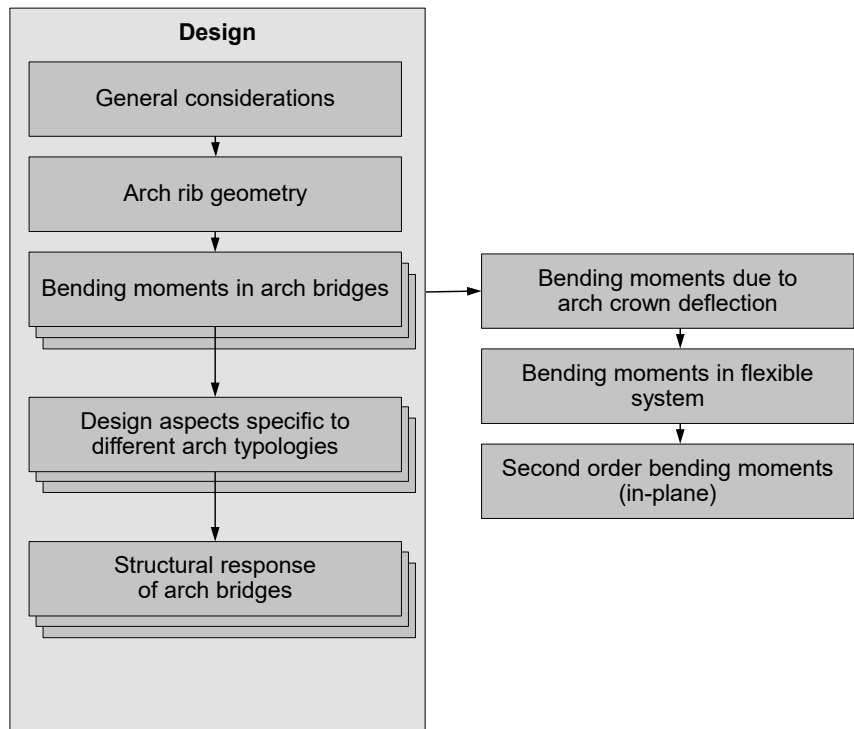 Design
General considerations
Arch rib geometry
Bending moments in arch bridges
Design aspects specific to
different arch typologies
Structural response
of arch bridges
Bending moments due to
arch crown deflection
Bending moments in flexible
system
Second order bending moments
(in-plane)